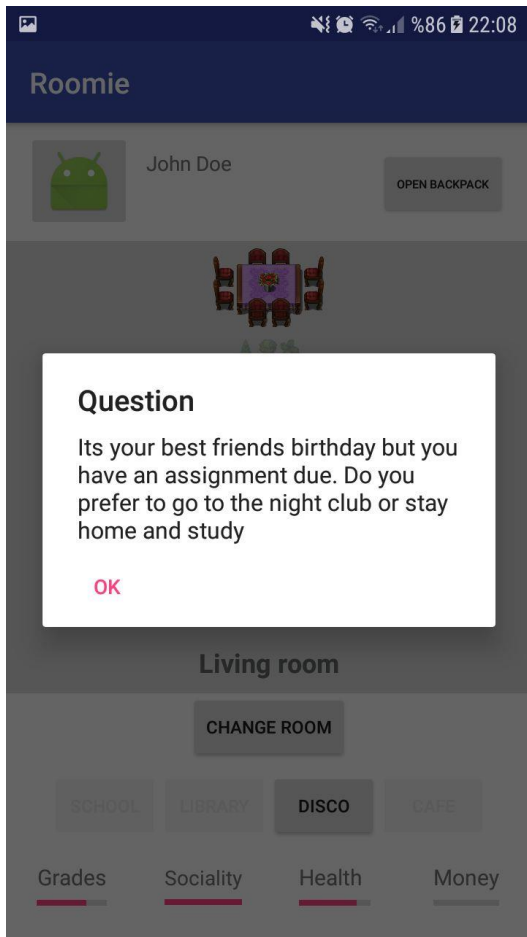 %86 22:08
Roomie
John Doe
OPEN BACKPACK
Question
Its your best friends birthday but you
have an assignment due. Do you
prefer to go to the night club or stay
home and study
OK
Living room
CHANGE ROOM
SCHOOL LIBRARY DISCO CAFE
Grades Sociality Health Money